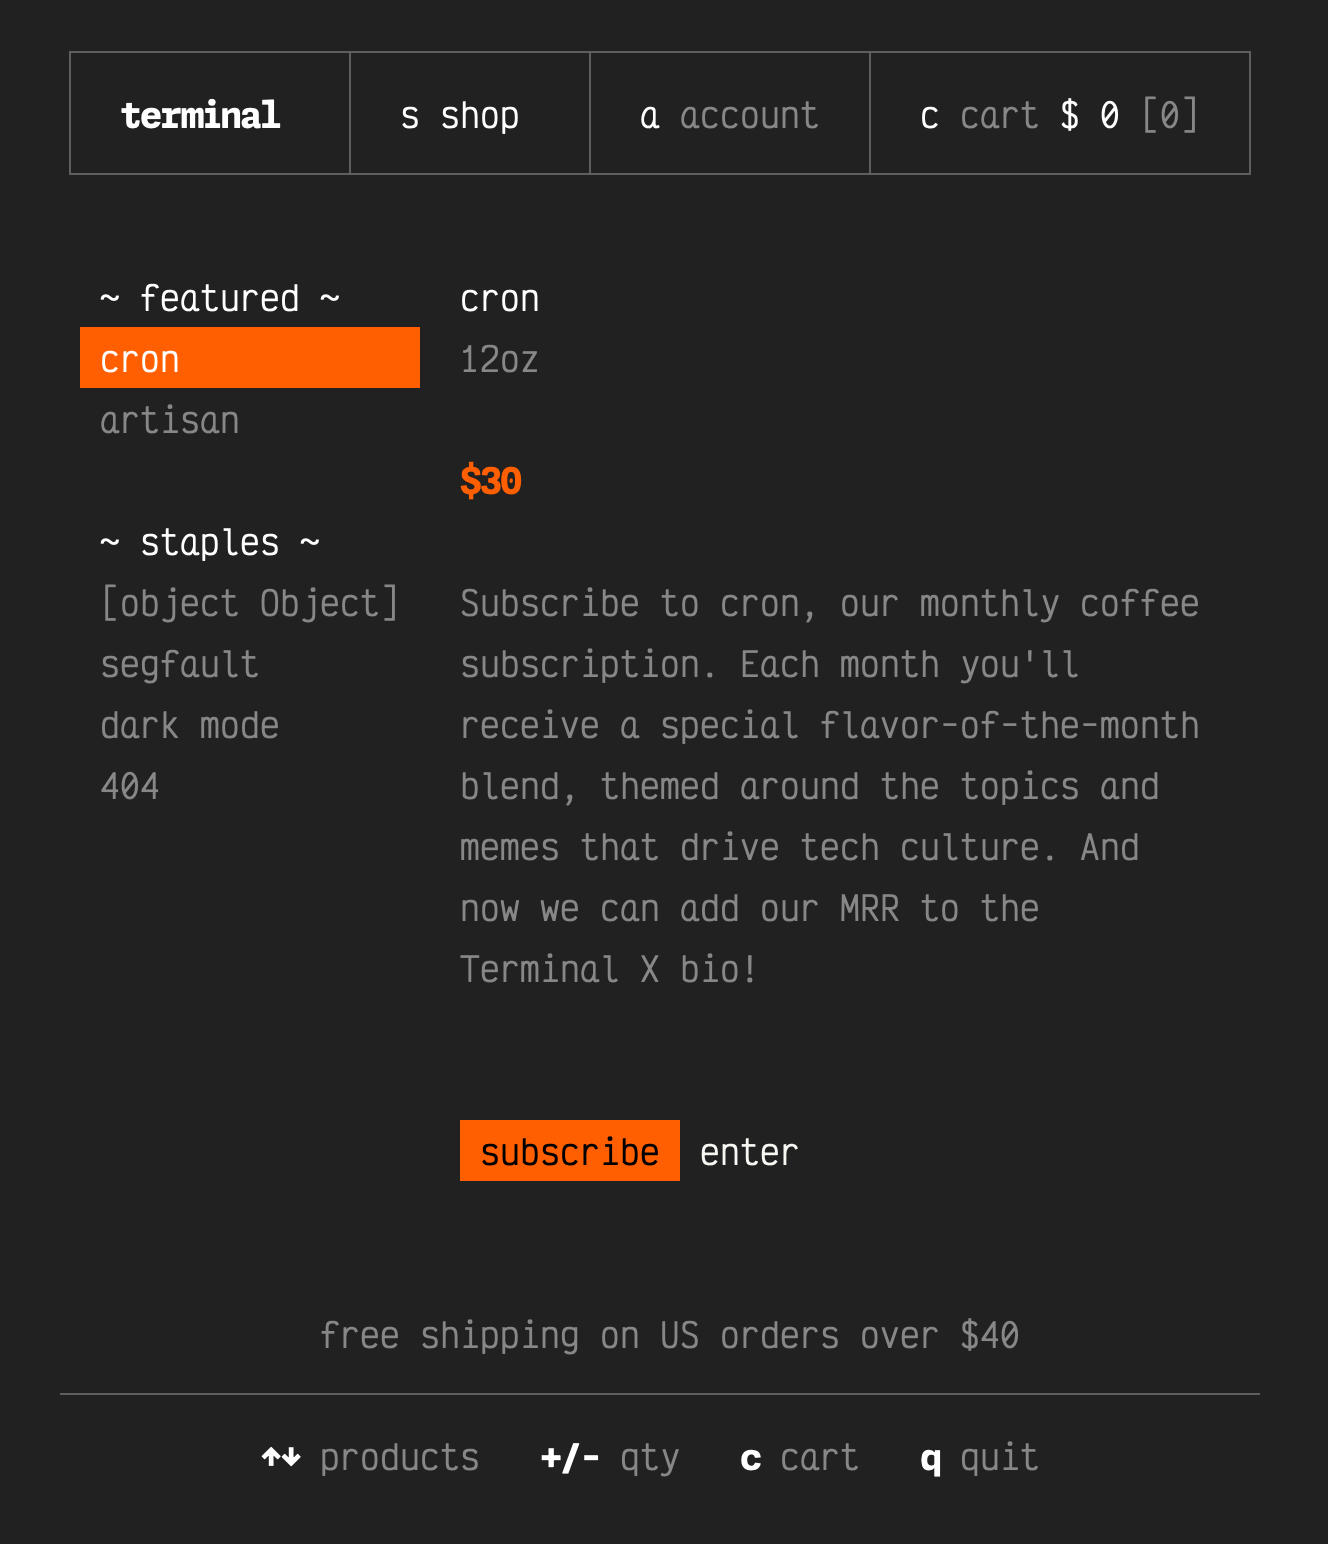 terminal
s shop
a account
c cart $ 0 [0]
~ featured ~
cron
artisan
~ staples ~
[object Object]
segfault
dark mode
404
cron
12oz
$30
Subscribe to cron, our monthly coffee
subscription. Each month you'll
receive a special flavor-of-the-month
blend, themed around the topics and
memes that drive tech culture. And
now we can add our MRR to the
Terminal X bio!
subscribe enter
free shipping on US orders over $40
↑↓ products +/- qty c cart q quit